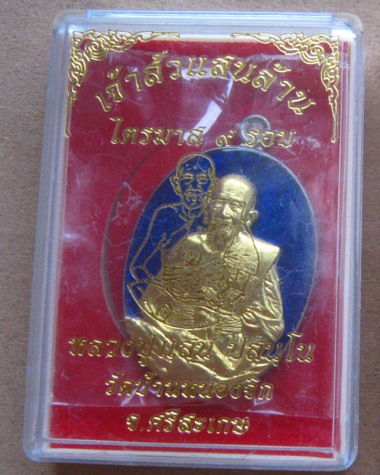 เจ้าสัวแสนล้าน
ไตรมาส ๙ รอบ
หลวงปู่แสน ปสนฺโน
วัดบ้านหนองจิก
จ.ศรีสะเกษ